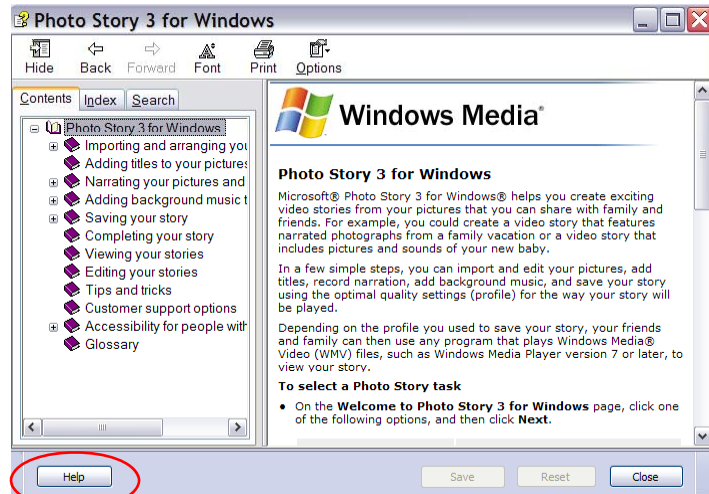 Photo Story 3 for Windows
Hide Back Forward Font Print Options
Contents Index Search
Photo Story 3 for Windows
Importing and arranging you
Adding titles to your pictures
Narrating your pictures and
Adding background music t
Saving your story
Completing your story
Viewing your stories
Editing your stories
Tips and tricks
Customer support options
Accessibility for people with
Glossary
Windows Media®
Photo Story 3 for Windows
Microsoft® Photo Story 3 for Windows® helps you create exciting
video stories from your pictures that you can share with family and
friends. For example, you could create a video story that features
narrated photographs from a family vacation or a video story that
includes pictures and sounds of your new baby.
In a few simple steps, you can import and edit your pictures, add
titles, record narration, add background music, and save your story
using the optimal quality settings (profile) for the way your story will
be played.
Depending on the profile you used to save your story, your friends
and family can then use any program that plays Windows Media®
Video (WMV) files, such as Windows Media Player version 7 or later, to
view your story.
To select a Photo Story task
• On the Welcome to Photo Story 3 for Windows page, click one
of the following options, and then click Next.
Help Save Reset Close